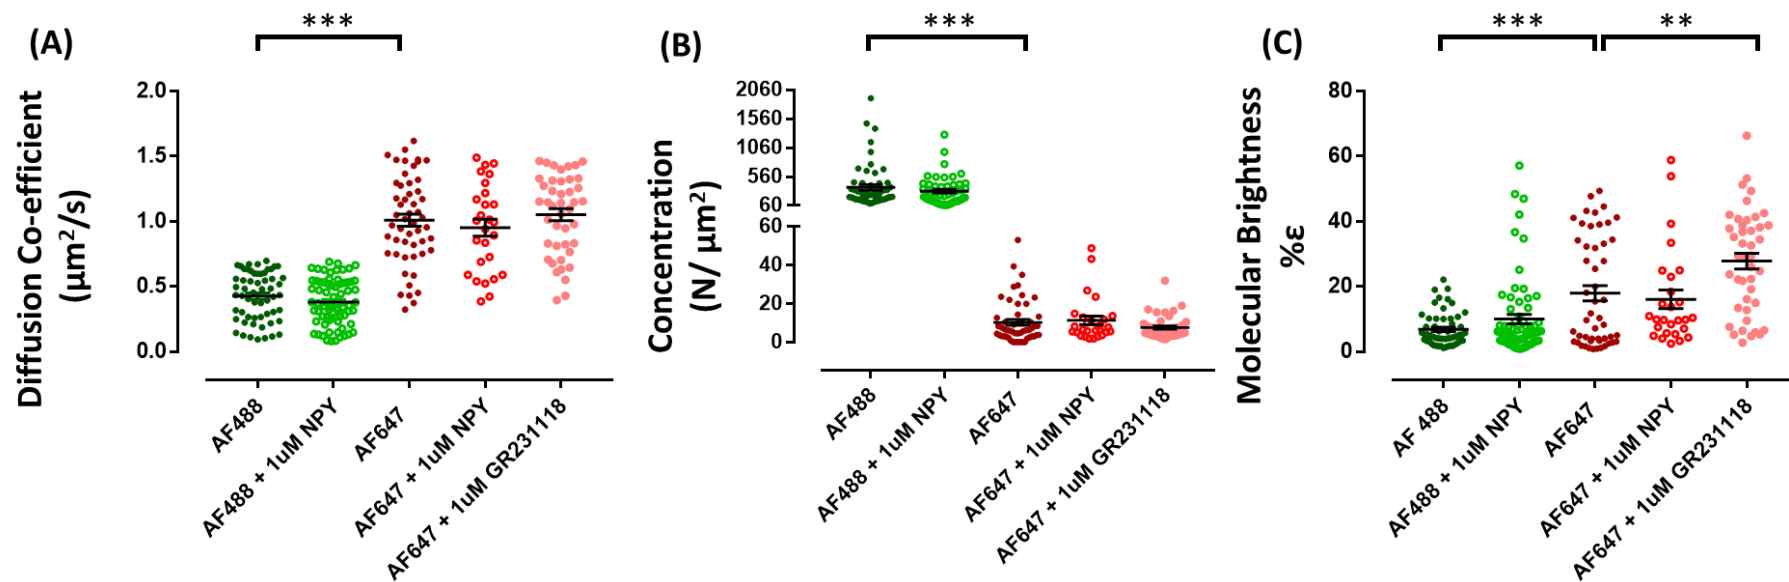 (A)
***
Diffusion Co-efficient
(µm²/s)
2.0
1.5
1.0
0.5
0.0
AF488
AF488 + 1uM NPY
AF647
AF647 + 1uM NPY
AF647 + 1uM GR231118
(B)
***
Concentration
(N/ µm²)
2060
1560
1060
560
60
60
40
20
0
AF488
AF488 + 1uM NPY
AF647
AF647 + 1uM NPY
AF647 + 1uM GR231118
(C)
***
**
Molecular Brightness
%ε
80
60
40
20
0
AF 488
AF488 + 1uM NPY
AF647
AF647 + 1uM NPY
AF647 + 1uM GR231118